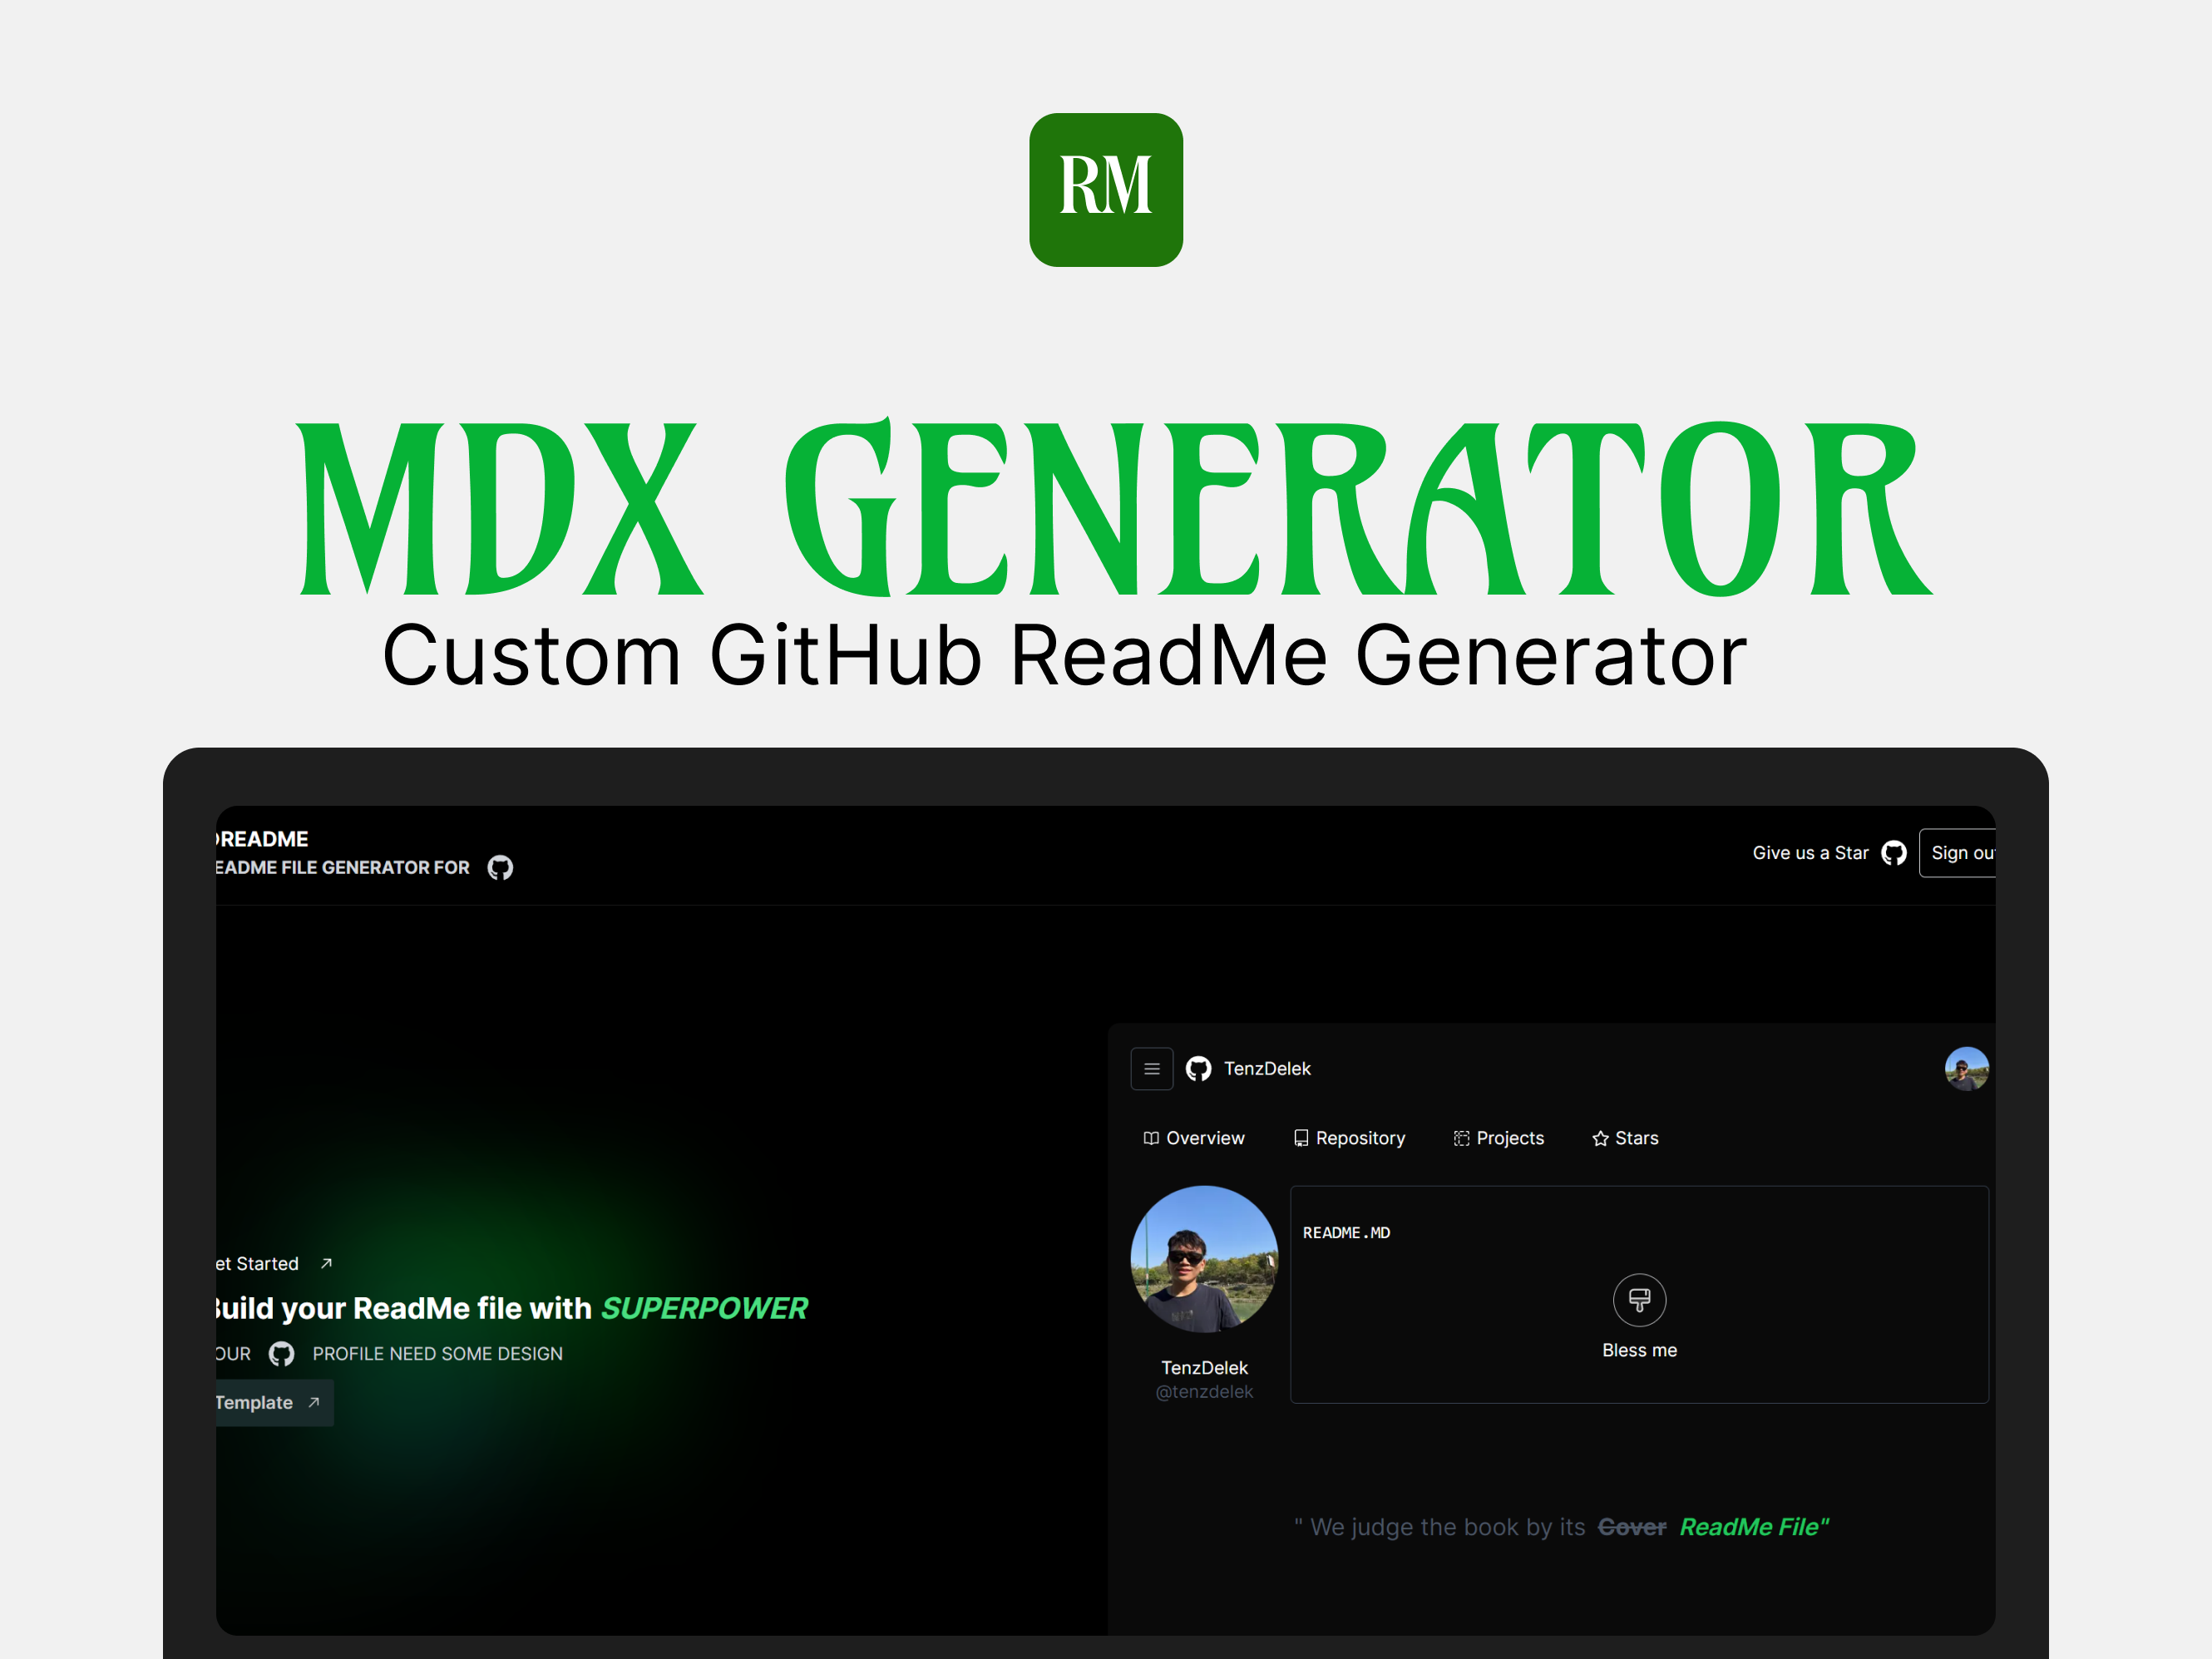 RM
MDX GENERATOR
Custom GitHub ReadMe Generator
README
EADME FILE GENERATOR FOR
Give us a Star
Sign out
TenzDelek
Overview
Repository
Projects
Stars
README.MD
Bless me
TenzDelek
@tenzdelek
et Started
Build your ReadMe file with SUPERPOWER
OUR PROFILE NEED SOME DESIGN
Template
" We judge the book by its Cover ReadMe File"